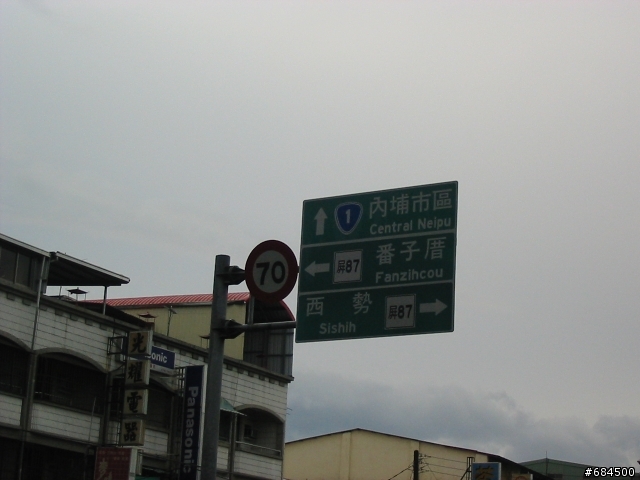 1 內埔市區
Central Neipu
屏87 番子厝
Fanzihcou
西勢 屏87
Sishih
70
Panasonic
onic
#684500